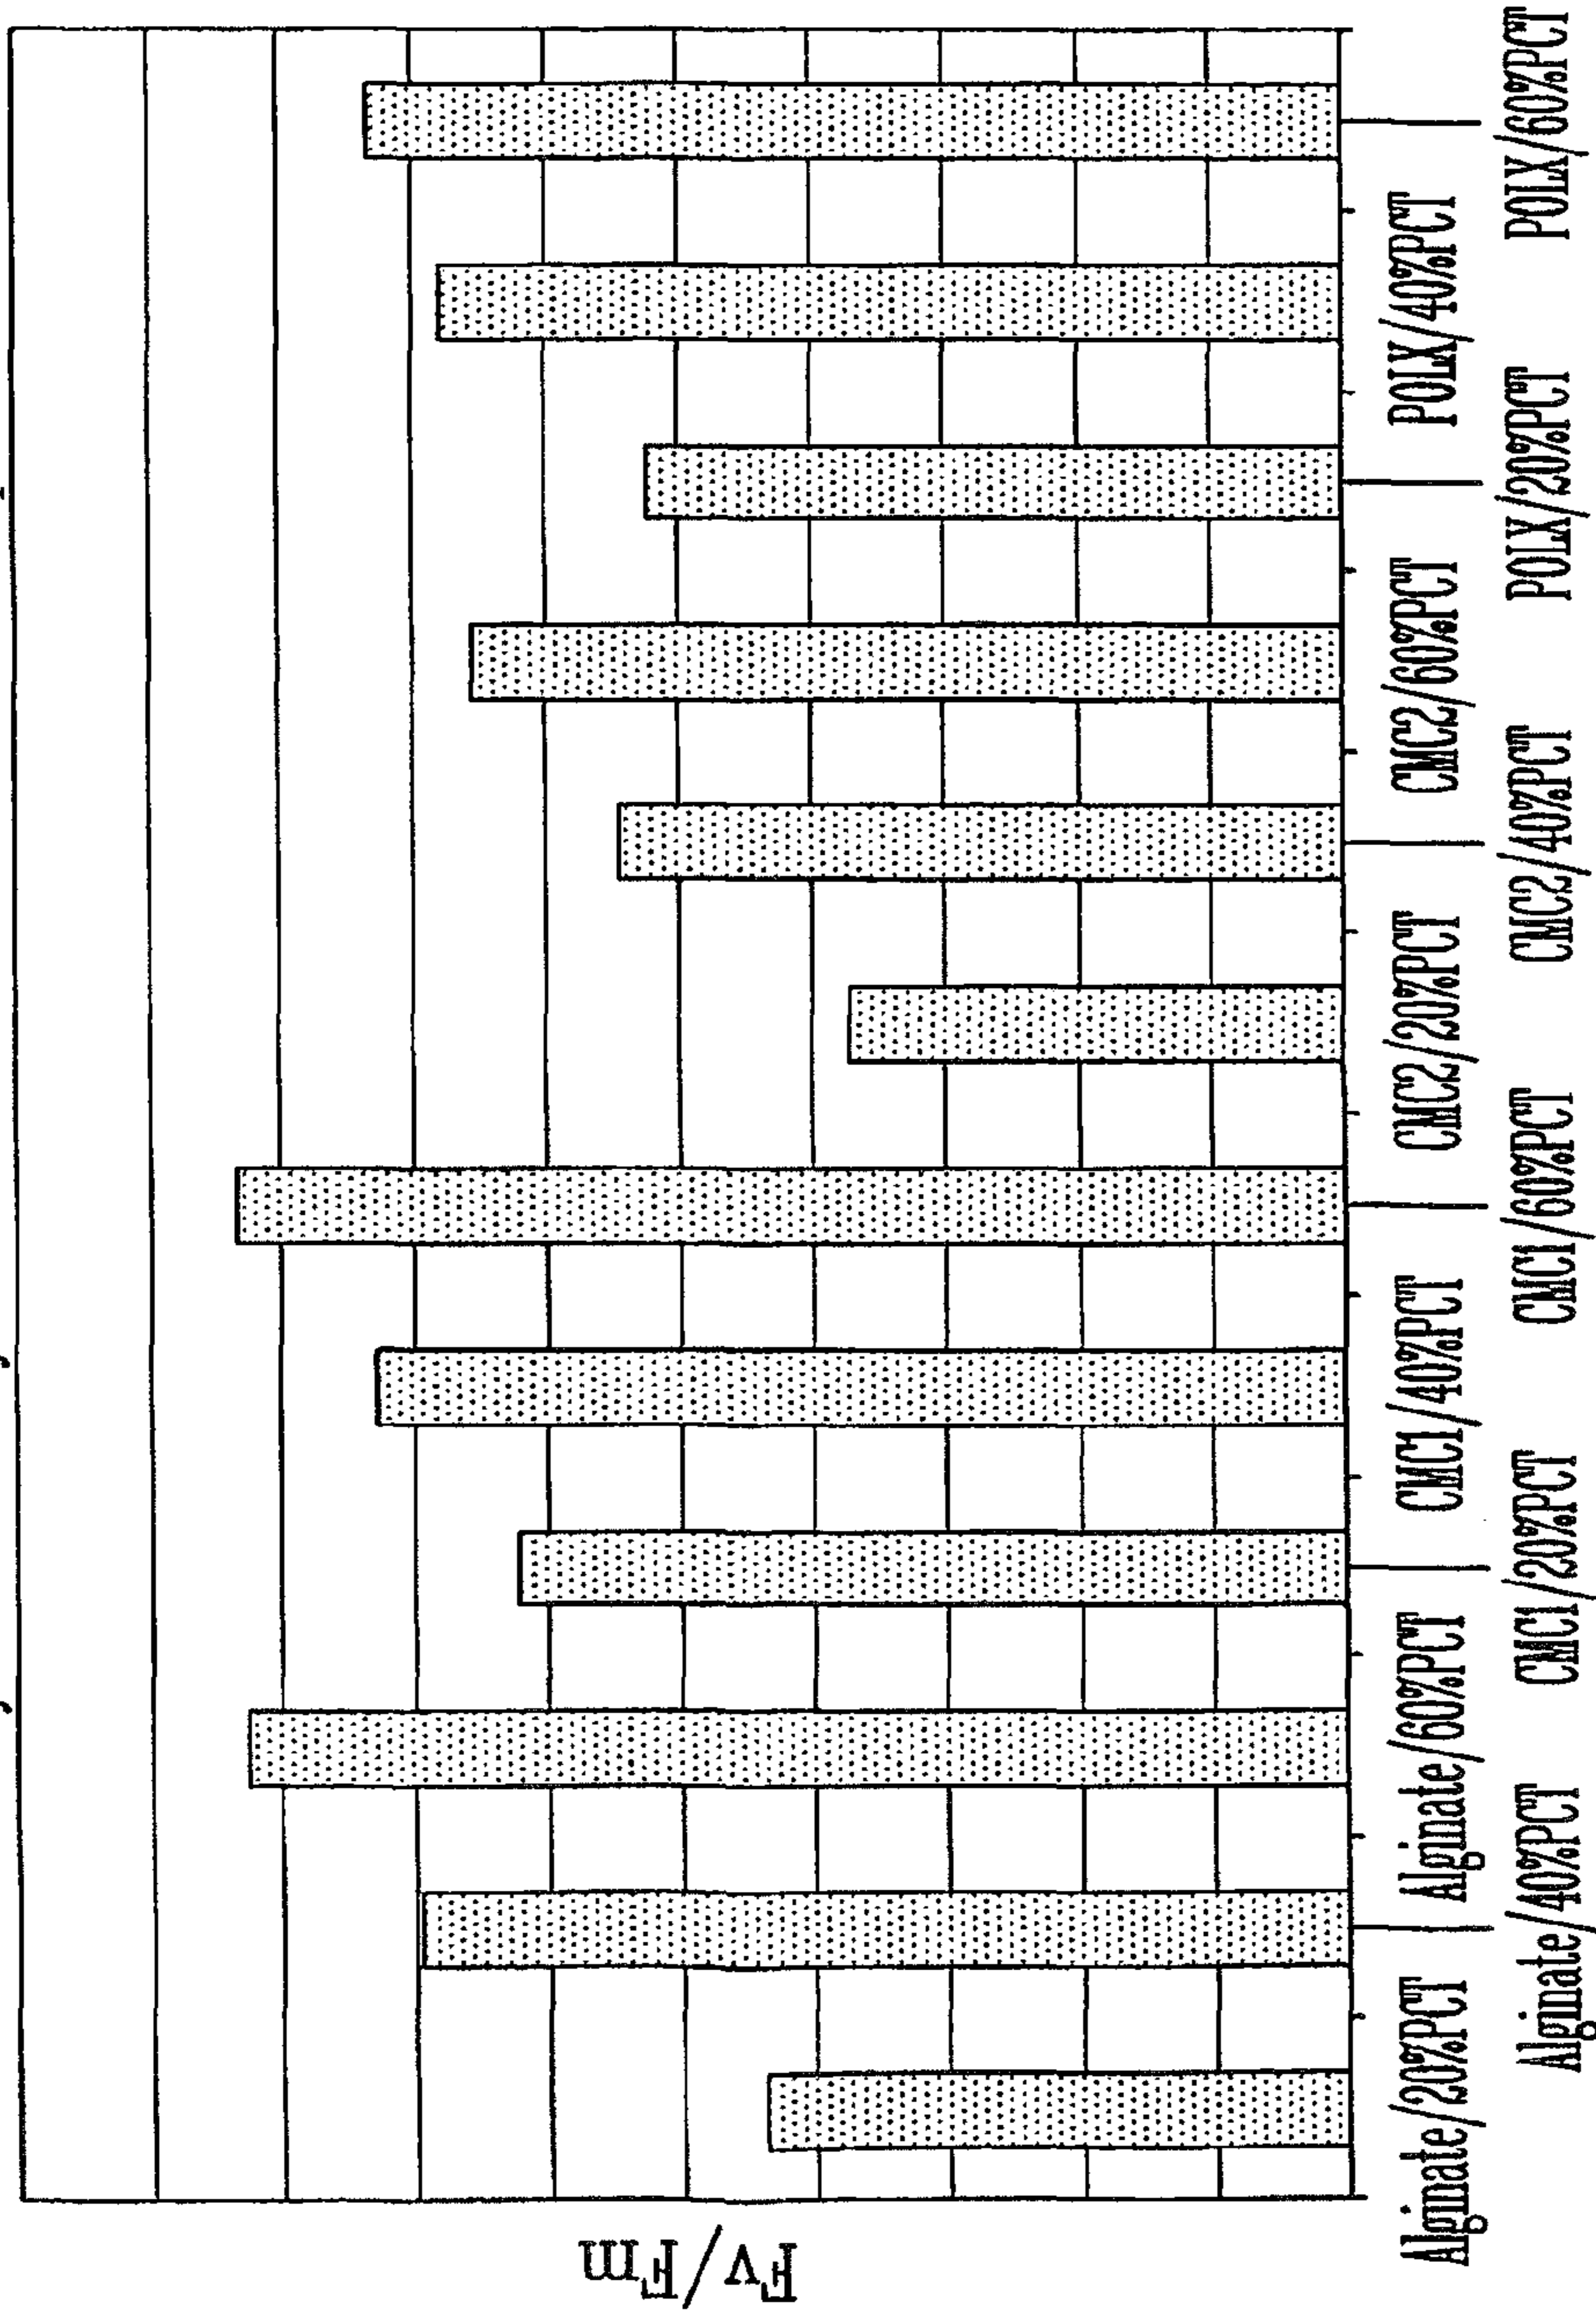 Fv/Fm
Alginate/20%PCT
Alginate/40%PCT
Alginate/60%PCT
CMC1/20%PCT
CMC1/40%PCT
CMC1/60%PCT
CMC2/20%PCT
CMC2/40%PCT
CMC2/60%PCT
POLX/20%PCT
POLX/40%PCT
POLX/60%PCT